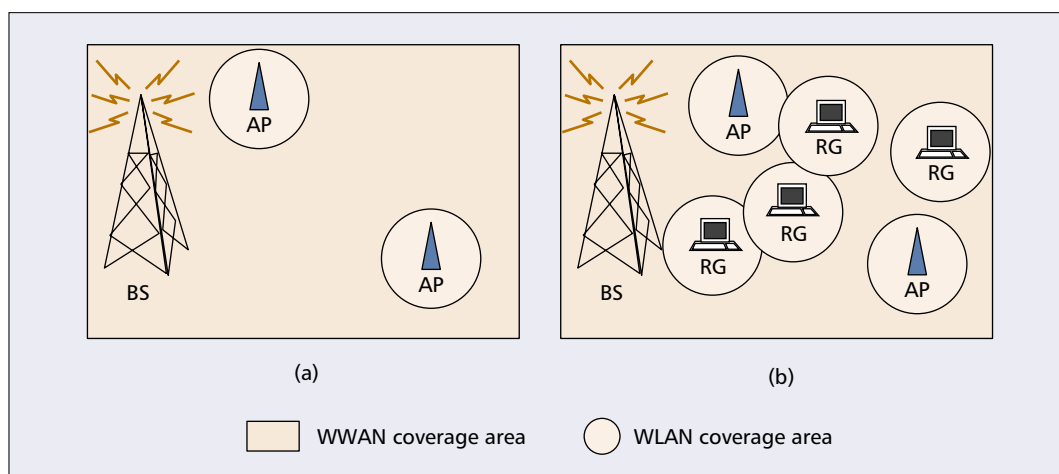 AP
AP
BS
(a)
AP
RG
RG
RG
RG
AP
BS
(b)
WWAN coverage area
WLAN coverage area